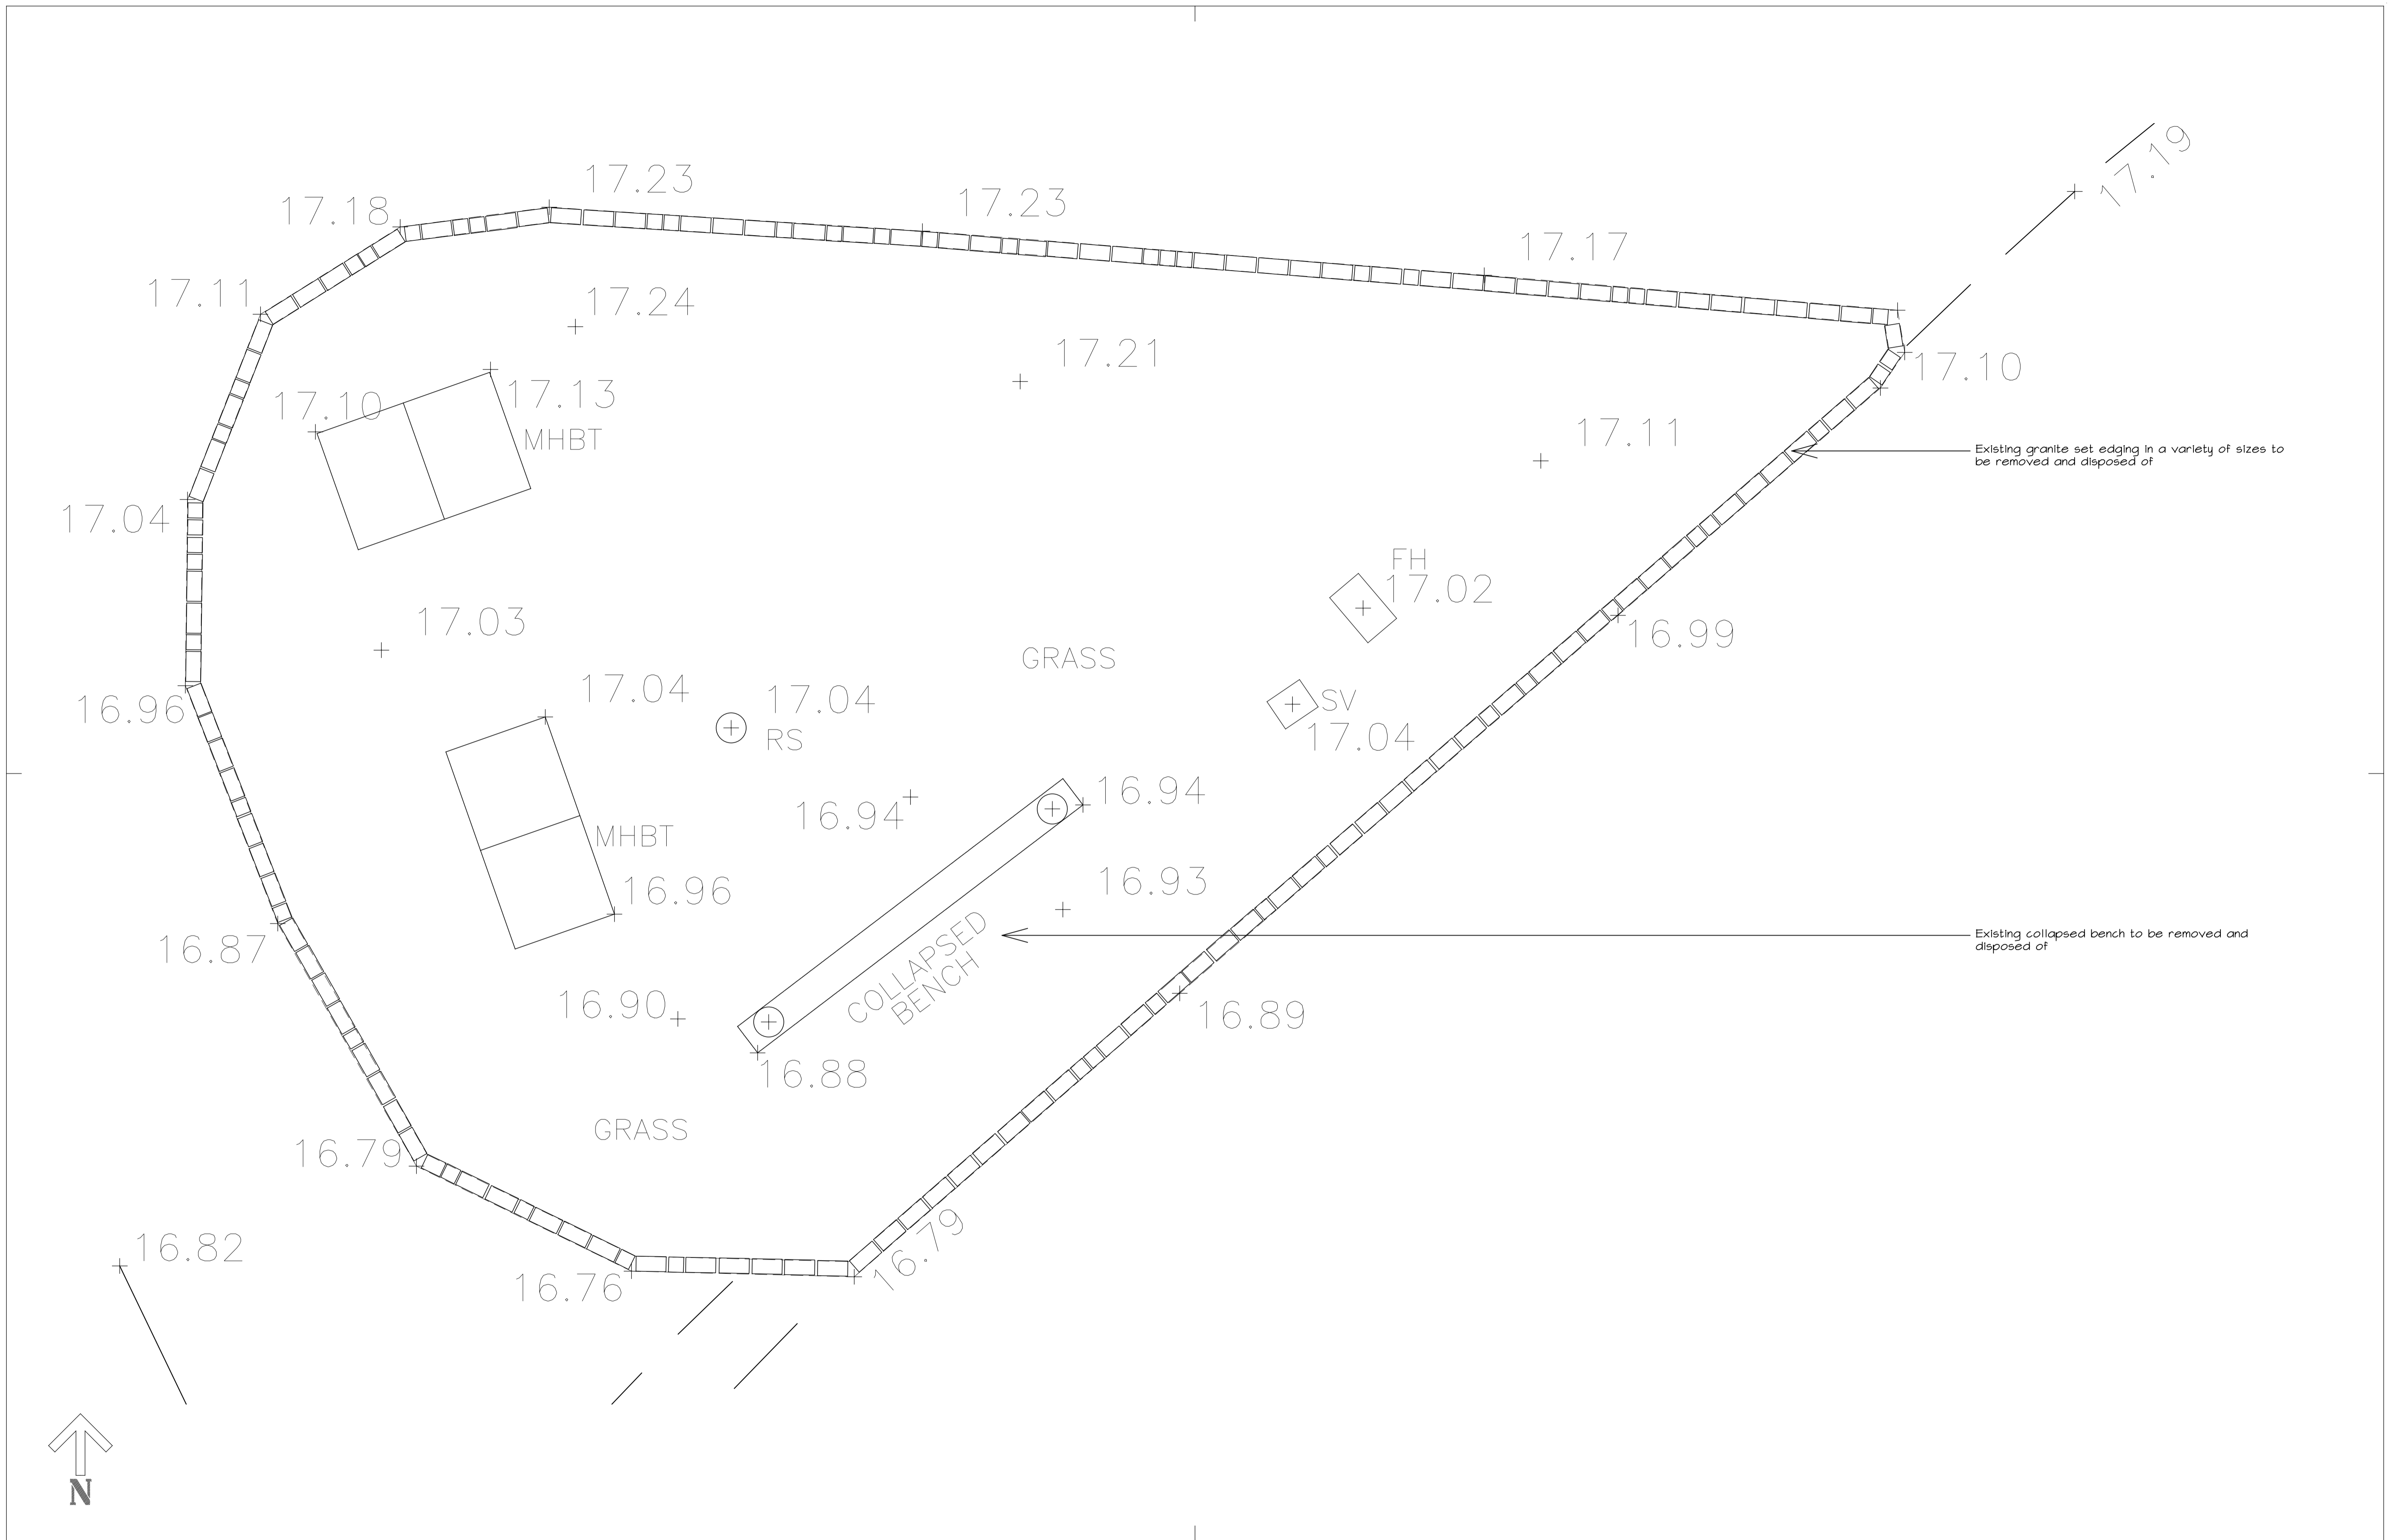 17.19
17.23
17.18
17.23
17.17
17.11
17.24
17.21
17.10
17.10
17.13
MHBT
17.11
Existing granite set edging in a variety of sizes to
be removed and disposed of
17.04
FH
17.02
17.03
16.99
GRASS
17.04
17.04
RS
SV
17.04
16.96
16.94
16.94
MHBT
16.96
16.93
16.87
COLLAPSED
BENCH
Existing collapsed bench to be removed and
disposed of
16.90
16.89
16.88
GRASS
16.79
16.82
16.79
16.76
N